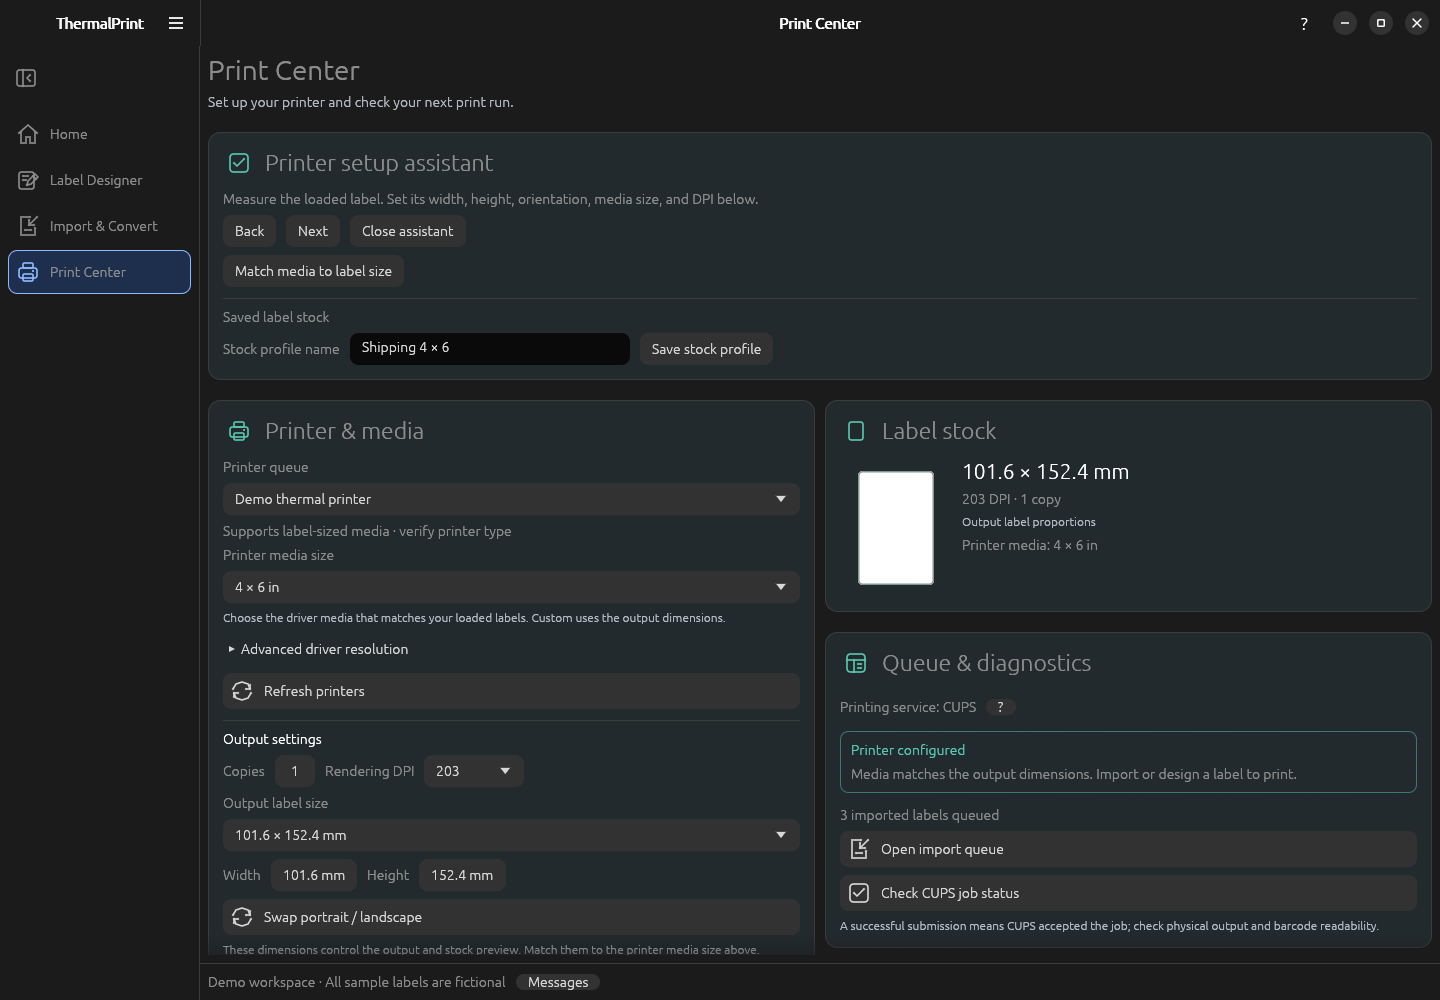 ThermalPrint
Print Center
?
Home
Label Designer
Import & Convert
Print Center
Print Center
Set up your printer and check your next print run.
Printer setup assistant
Measure the loaded label. Set its width, height, orientation, media size, and DPI below.
Back
Next
Close assistant
Match media to label size
Saved label stock
Stock profile name
Shipping 4 × 6
Save stock profile
Printer & media
Printer queue
Demo thermal printer
Supports label-sized media · verify printer type
Printer media size
4 × 6 in
Choose the driver media that matches your loaded labels. Custom uses the output dimensions.
Advanced driver resolution
Refresh printers
Output settings
Copies 1 Rendering DPI 203
Output label size
101.6 × 152.4 mm
Width 101.6 mm Height 152.4 mm
Swap portrait / landscape
These dimensions control the output and stock preview. Match them to the printer media size above.
Label stock
101.6 × 152.4 mm
203 DPI · 1 copy
Output label proportions
Printer media: 4 × 6 in
Queue & diagnostics
Printing service: CUPS ?
Printer configured
Media matches the output dimensions. Import or design a label to print.
3 imported labels queued
Open import queue
Check CUPS job status
A successful submission means CUPS accepted the job; check physical output and barcode readability.
Demo workspace · All sample labels are fictional
Messages